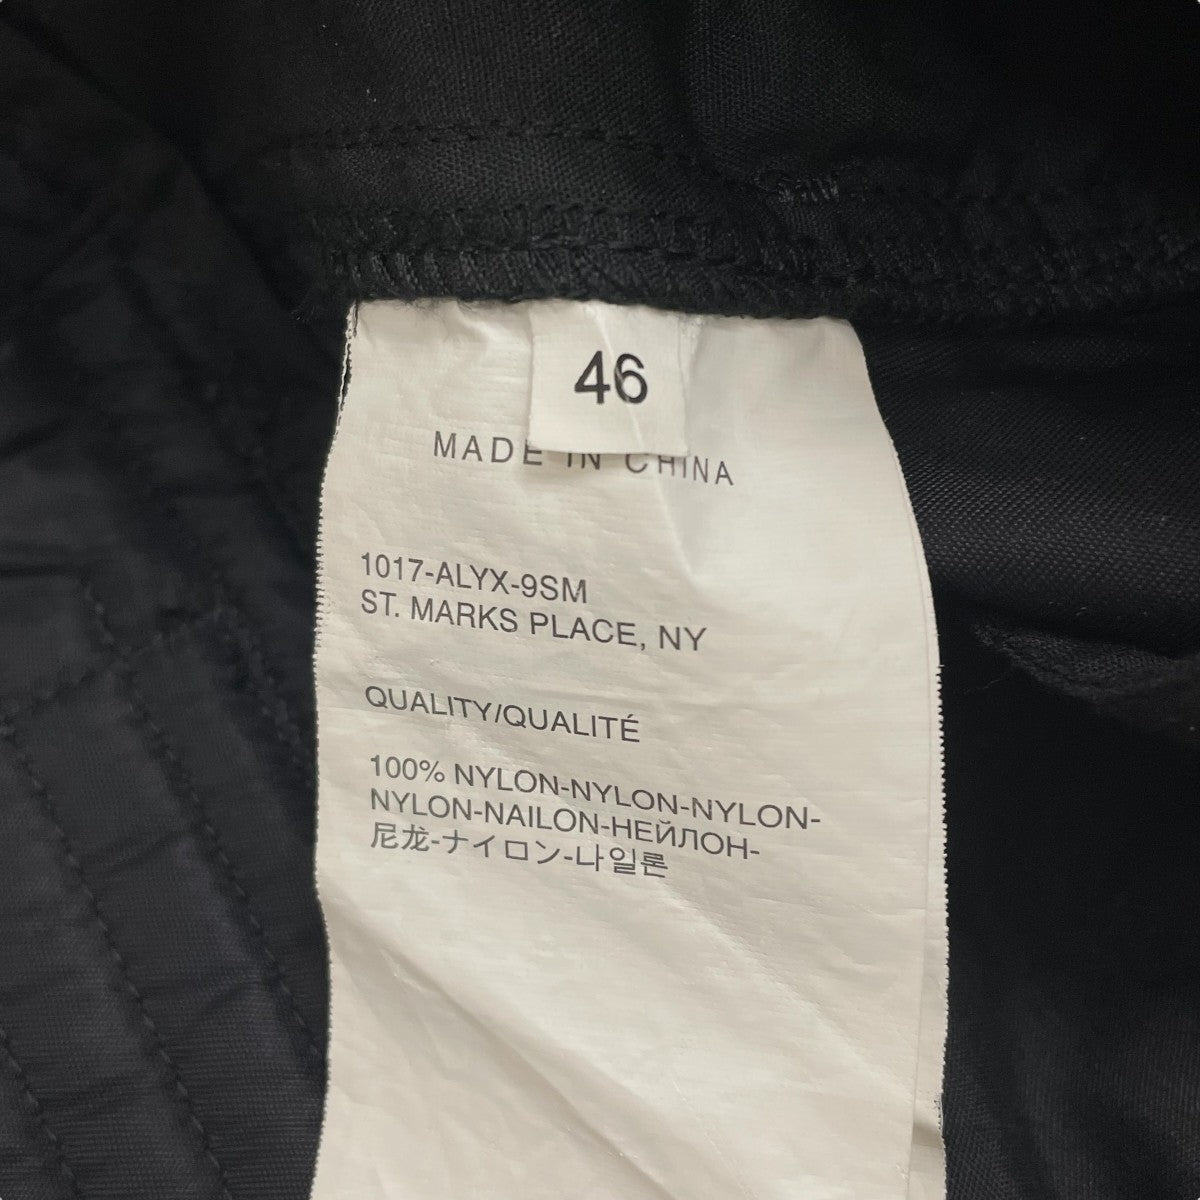 46
MADE IN CHINA
1017-ALYX-9SM
ST. MARKS PLACE, NY
QUALITY/QUALITÉ
100% NYLON-NYLON-NYLON-
NYLON-NAILON-НЕЙЛОН-
尼龙-ナイロン-나일론